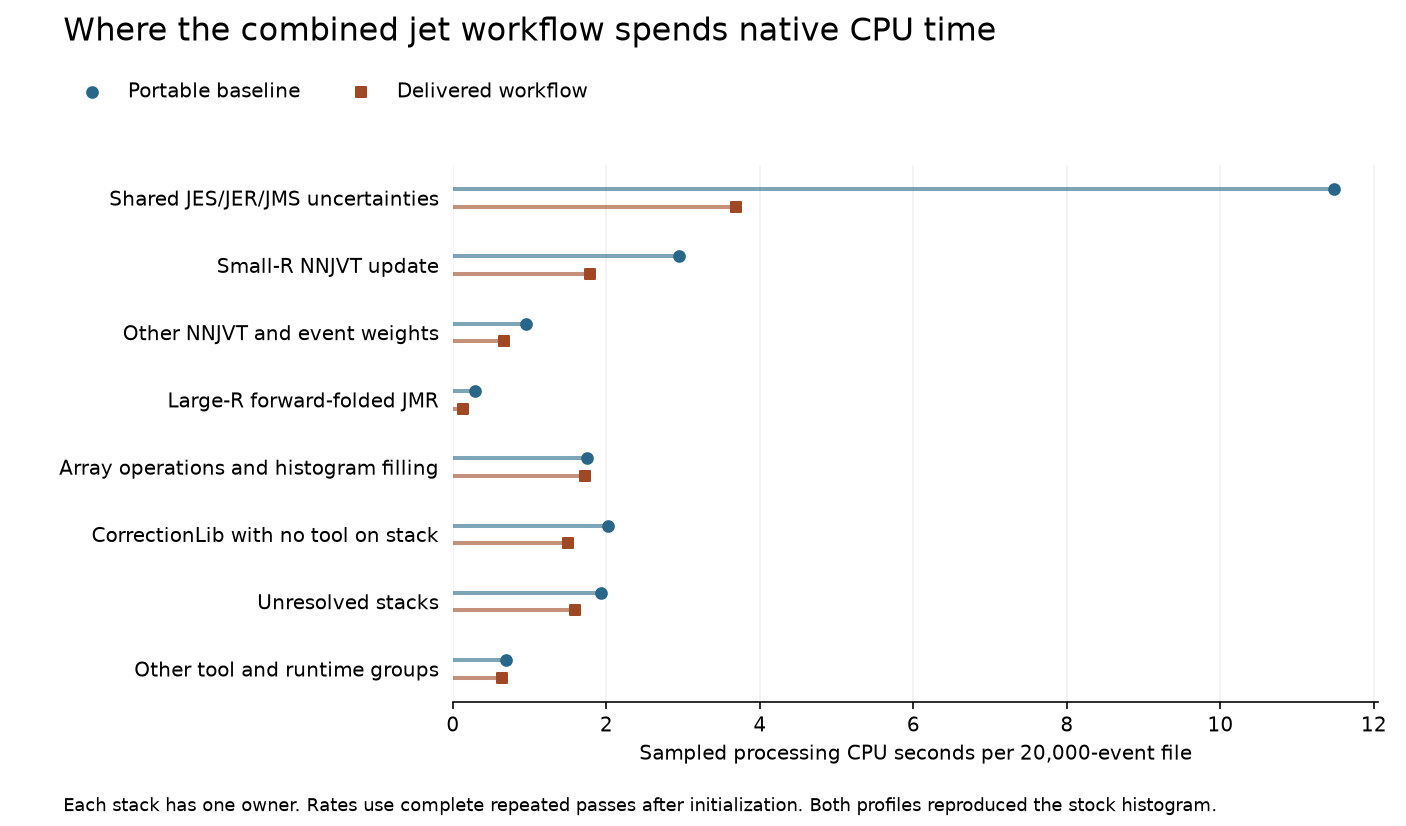 Where the combined jet workflow spends native CPU time
Portable baseline
Delivered workflow
Shared JES/JER/JMS uncertainties
Small-R NNJVT update
Other NNJVT and event weights
Large-R forward-folded JMR
Array operations and histogram filling
CorrectionLib with no tool on stack
Unresolved stacks
Other tool and runtime groups
0 2 4 6 8 10 12
Sampled processing CPU seconds per 20,000-event file
Each stack has one owner. Rates use complete repeated passes after initialization. Both profiles reproduced the stock histogram.